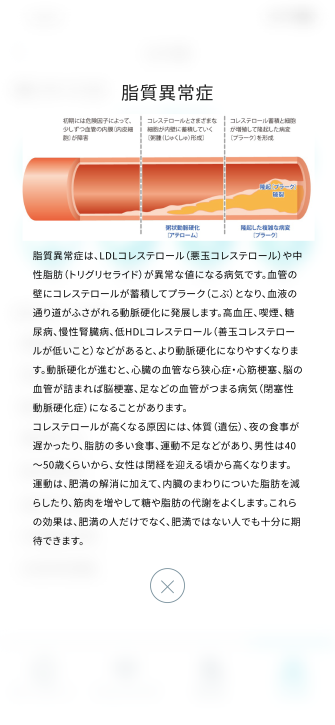 脂質異常症
初期には危険因子によって、
少しずつ血管の内膜(内皮細
胞)が障害
コレステロールとさまざまな
細胞が内壁に蓄積していく
(粥腫(じゅくしゅ)形成)
コレステロール蓄積と細胞
が増殖して隆起した病変
(プラーク)を形成
隆起(プラーク)
破裂
粥状動脈硬化
(アテローム)
隆起した複雑な病変
(プラーク)
脂質異常症は、LDLコレステロール(悪玉コレステロール)や中
性脂肪(トリグリセライド)が異常な値になる病気です。血管の
壁にコレステロールが蓄積してプラーク(こぶ)となり、血液の
通り道がふさがれる動脈硬化に発展します。高血圧、喫煙、糖
尿病、慢性腎臓病、低HDLコレステロール(善玉コレステロー
ルが低いこと)などがあると、より動脈硬化になりやすくなりま
す。動脈硬化が進むと、心臓の血管なら狭心症・心筋梗塞、脳の
血管が詰まれば脳梗塞、足などの血管がつまる病気(閉塞性
動脈硬化症)になることがあります。
コレステロールが高くなる原因には、体質(遺伝)、夜の食事が
遅かったり、脂肪の多い食事、運動不足などがあり、男性は40
〜50歳くらいから、女性は閉経を迎える頃から高くなります。
運動は、肥満の解消に加えて、内臓のまわりについた脂肪を減
らしたり、筋肉を増やして糖や脂肪の代謝をよくします。これら
の効果は、肥満の人だけでなく、肥満ではない人でも十分に期
待できます。